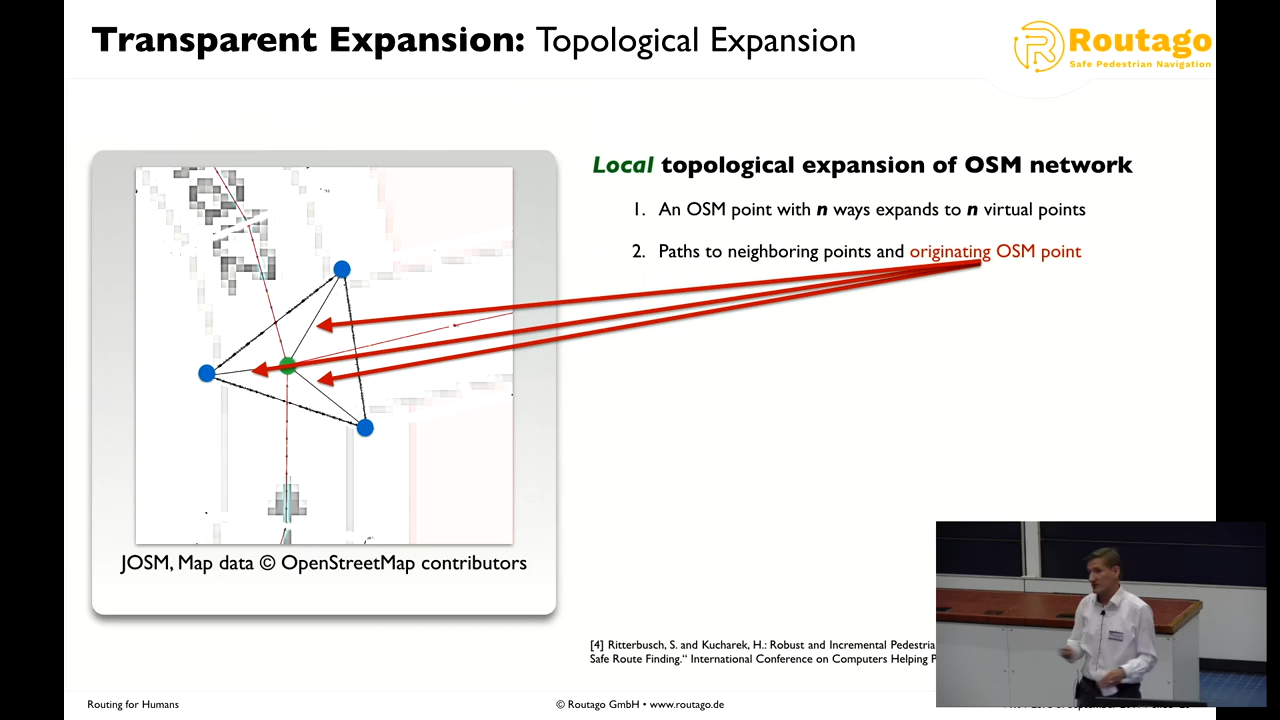 Transparent Expansion: Topological Expansion
Routago
Safe Pedestrian Navigation
Local topological expansion of OSM network
1. An OSM point with n ways expands to n virtual points
2. Paths to neighboring points and originating OSM point
JOSM, Map data © OpenStreetMap contributors
[4] Ritterbusch, S. and Kucharek, H.: Robust and Incremental Pedestria
Safe Route Finding.“ International Conference on Computers Helping P
Routing for Humans
© Routago GmbH • www.routago.de